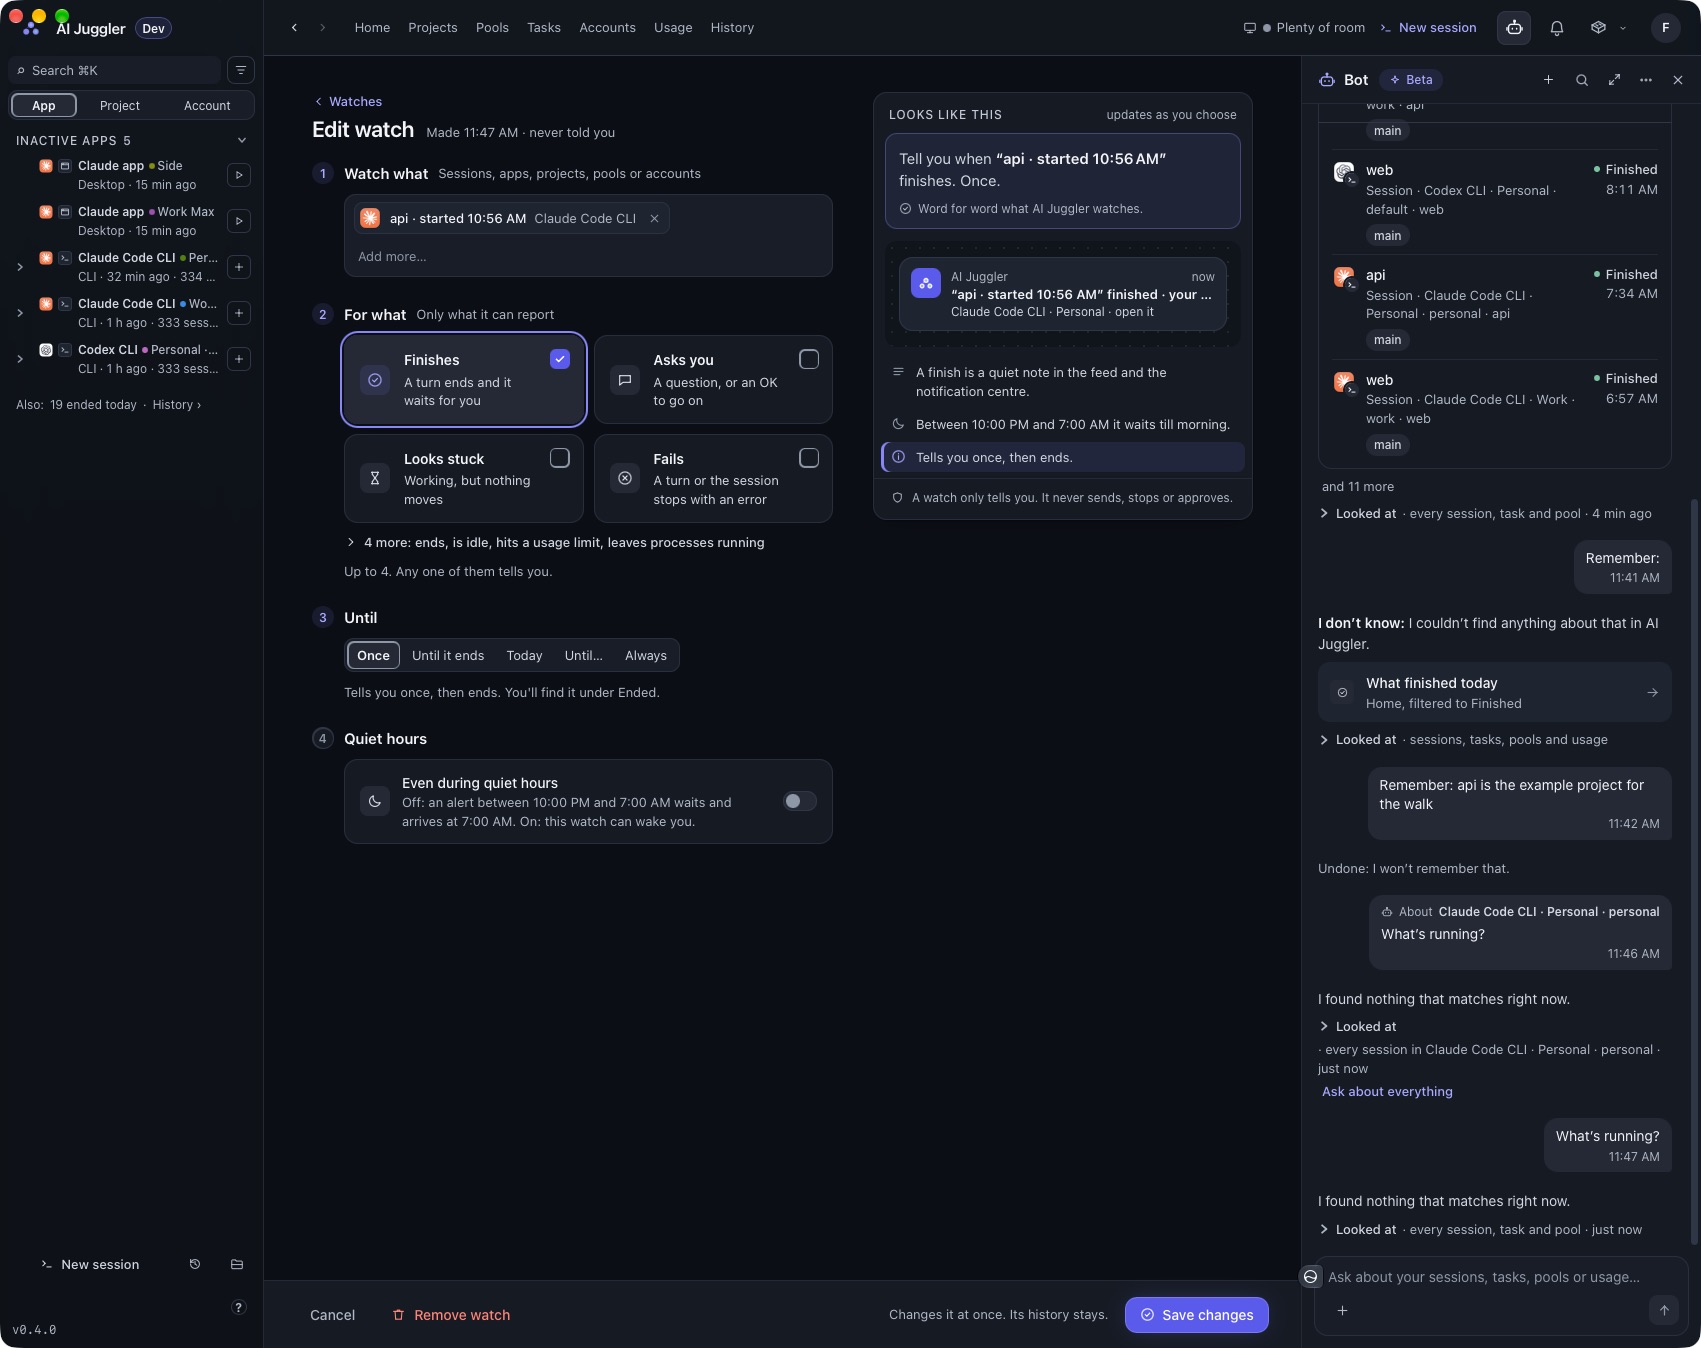 AI Juggler Dev
Search ⌘K
App Project Account
INACTIVE APPS 5
Claude app Side
Desktop · 15 min ago
Claude app Work Max
Desktop · 15 min ago
Claude Code CLI Per...
CLI · 32 min ago · 334 ...
Claude Code CLI Wo...
CLI · 1 h ago · 333 sess...
Codex CLI Personal ·...
CLI · 1 h ago · 333 sess...
Also: 19 ended today · History ›
New session
?
v0.4.0
Home Projects Pools Tasks Accounts Usage History
Plenty of room New session F
Watches
Edit watch Made 11:47 AM · never told you
1 Watch what Sessions, apps, projects, pools or accounts
api · started 10:56 AM Claude Code CLI
Add more...
2 For what Only what it can report
Finishes
A turn ends and it
waits for you
Asks you
A question, or an OK
to go on
Looks stuck
Working, but nothing
moves
Fails
A turn or the session
stops with an error
4 more: ends, is idle, hits a usage limit, leaves processes running
Up to 4. Any one of them tells you.
3 Until
Once Until it ends Today Until... Always
Tells you once, then ends. You'll find it under Ended.
4 Quiet hours
Even during quiet hours
Off: an alert between 10:00 PM and 7:00 AM waits and
arrives at 7:00 AM. On: this watch can wake you.
LOOKS LIKE THIS updates as you choose
Tell you when “api · started 10:56 AM”
finishes. Once.
Word for word what AI Juggler watches.
AI Juggler now
“api · started 10:56 AM” finished · your ...
Claude Code CLI · Personal · open it
A finish is a quiet note in the feed and the
notification centre.
Between 10:00 PM and 7:00 AM it waits till morning.
Tells you once, then ends.
A watch only tells you. It never sends, stops or approves.
Cancel Remove watch Changes it at once. Its history stays. Save changes
Bot Beta
work · api
main
web Finished
Session · Codex CLI · Personal · 8:11 AM
default · web
main
api Finished
Session · Claude Code CLI · 7:34 AM
Personal · personal · api
main
web Finished
Session · Claude Code CLI · Work · 6:57 AM
work · web
main
and 11 more
Looked at · every session, task and pool · 4 min ago
Remember:
11:41 AM
I don’t know: I couldn’t find anything about that in AI
Juggler.
What finished today
Home, filtered to Finished
Looked at · sessions, tasks, pools and usage
Remember: api is the example project for
the walk
11:42 AM
Undone: I won’t remember that.
About Claude Code CLI · Personal · personal
What’s running?
11:46 AM
I found nothing that matches right now.
Looked at
· every session in Claude Code CLI · Personal · personal ·
just now
Ask about everything
What’s running?
11:47 AM
I found nothing that matches right now.
Looked at · every session, task and pool · just now
Ask about your sessions, tasks, pools or usage...